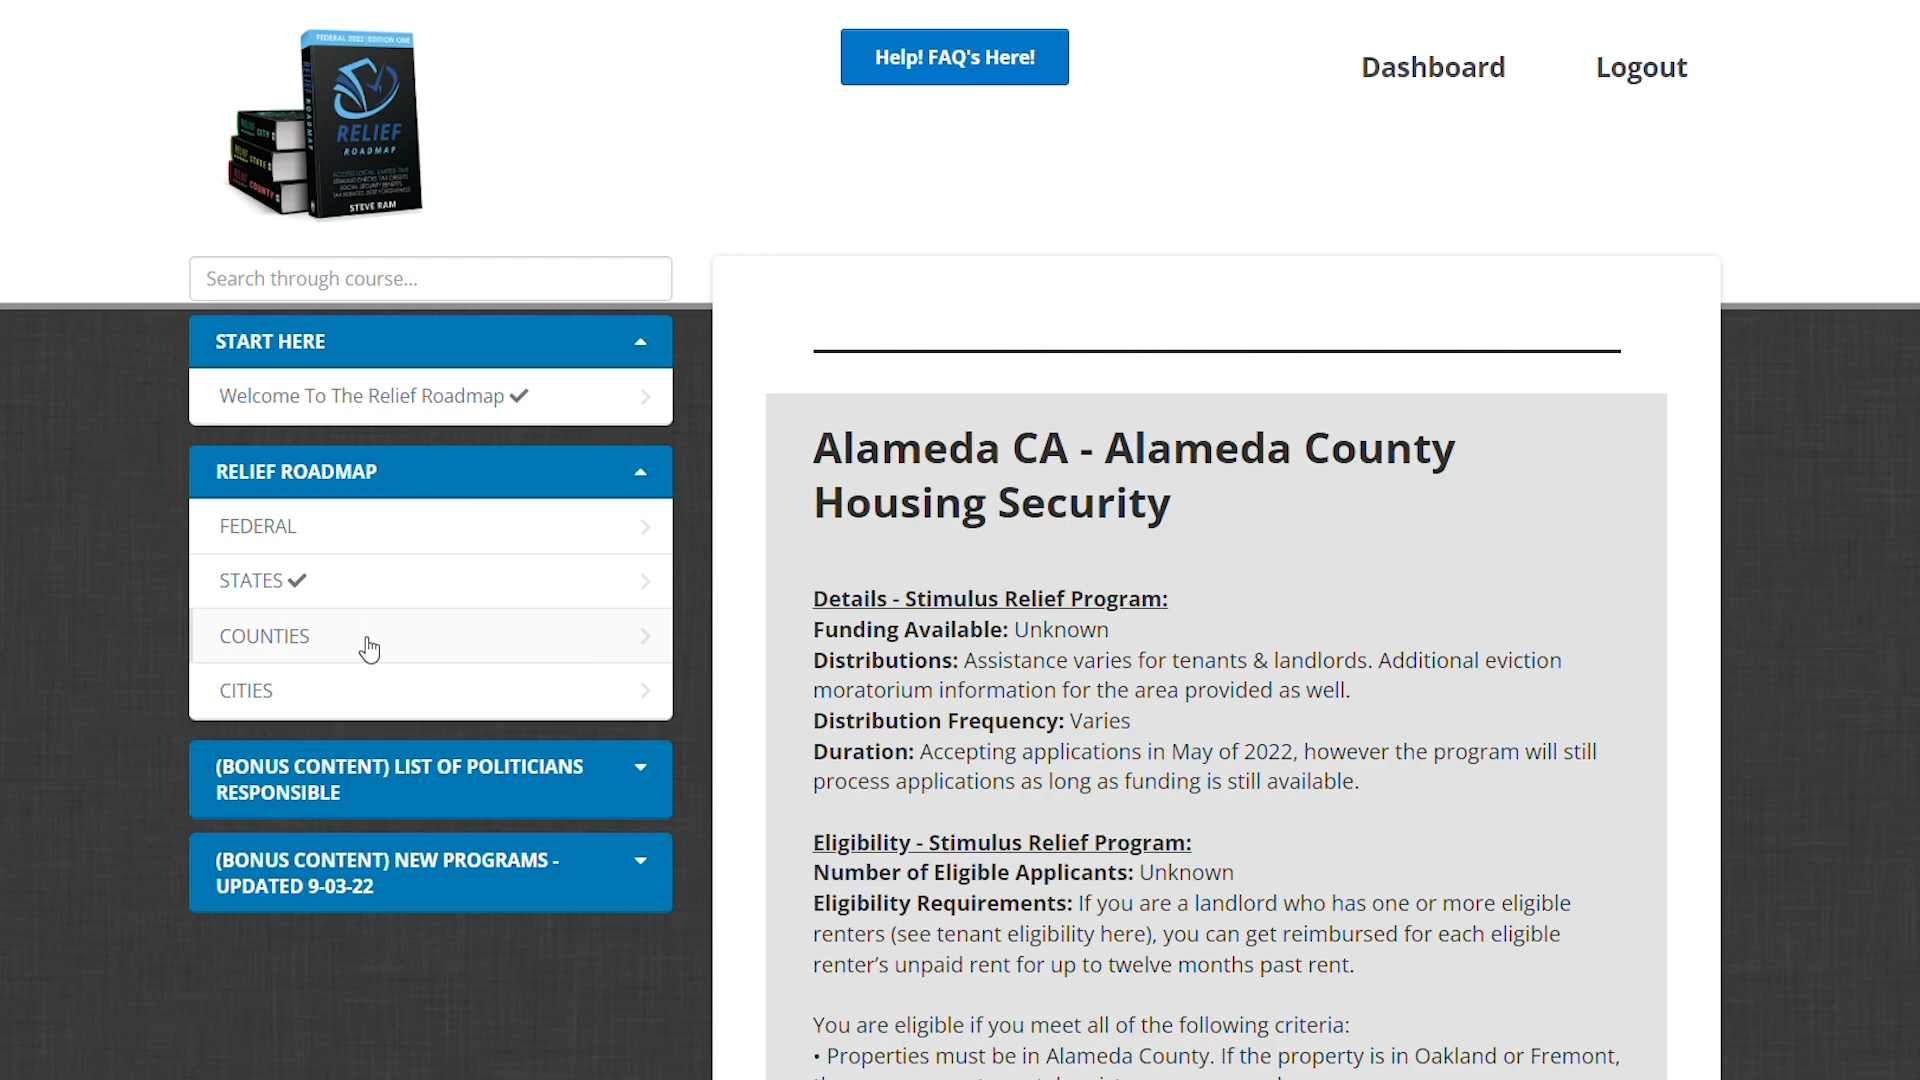 FEDERAL 2022 | EDITION ONE
RELIEF
ROADMAP
STEVE RAM
Help! FAQ's Here!
Dashboard
Logout
Search through course...
START HERE
Welcome To The Relief Roadmap
RELIEF ROADMAP
FEDERAL
STATES
COUNTIES
CITIES
(BONUS CONTENT) LIST OF POLITICIANS
RESPONSIBLE
(BONUS CONTENT) NEW PROGRAMS -
UPDATED 9-03-22
Alameda CA - Alameda County
Housing Security
Details - Stimulus Relief Program:
Funding Available: Unknown
Distributions: Assistance varies for tenants & landlords. Additional eviction
moratorium information for the area provided as well.
Distribution Frequency: Varies
Duration: Accepting applications in May of 2022, however the program will still
process applications as long as funding is still available.
Eligibility - Stimulus Relief Program:
Number of Eligible Applicants: Unknown
Eligibility Requirements: If you are a landlord who has one or more eligible
renters (see tenant eligibility here), you can get reimbursed for each eligible
renter’s unpaid rent for up to twelve months past rent.
You are eligible if you meet all of the following criteria:
• Properties must be in Alameda County. If the property is in Oakland or Fremont,